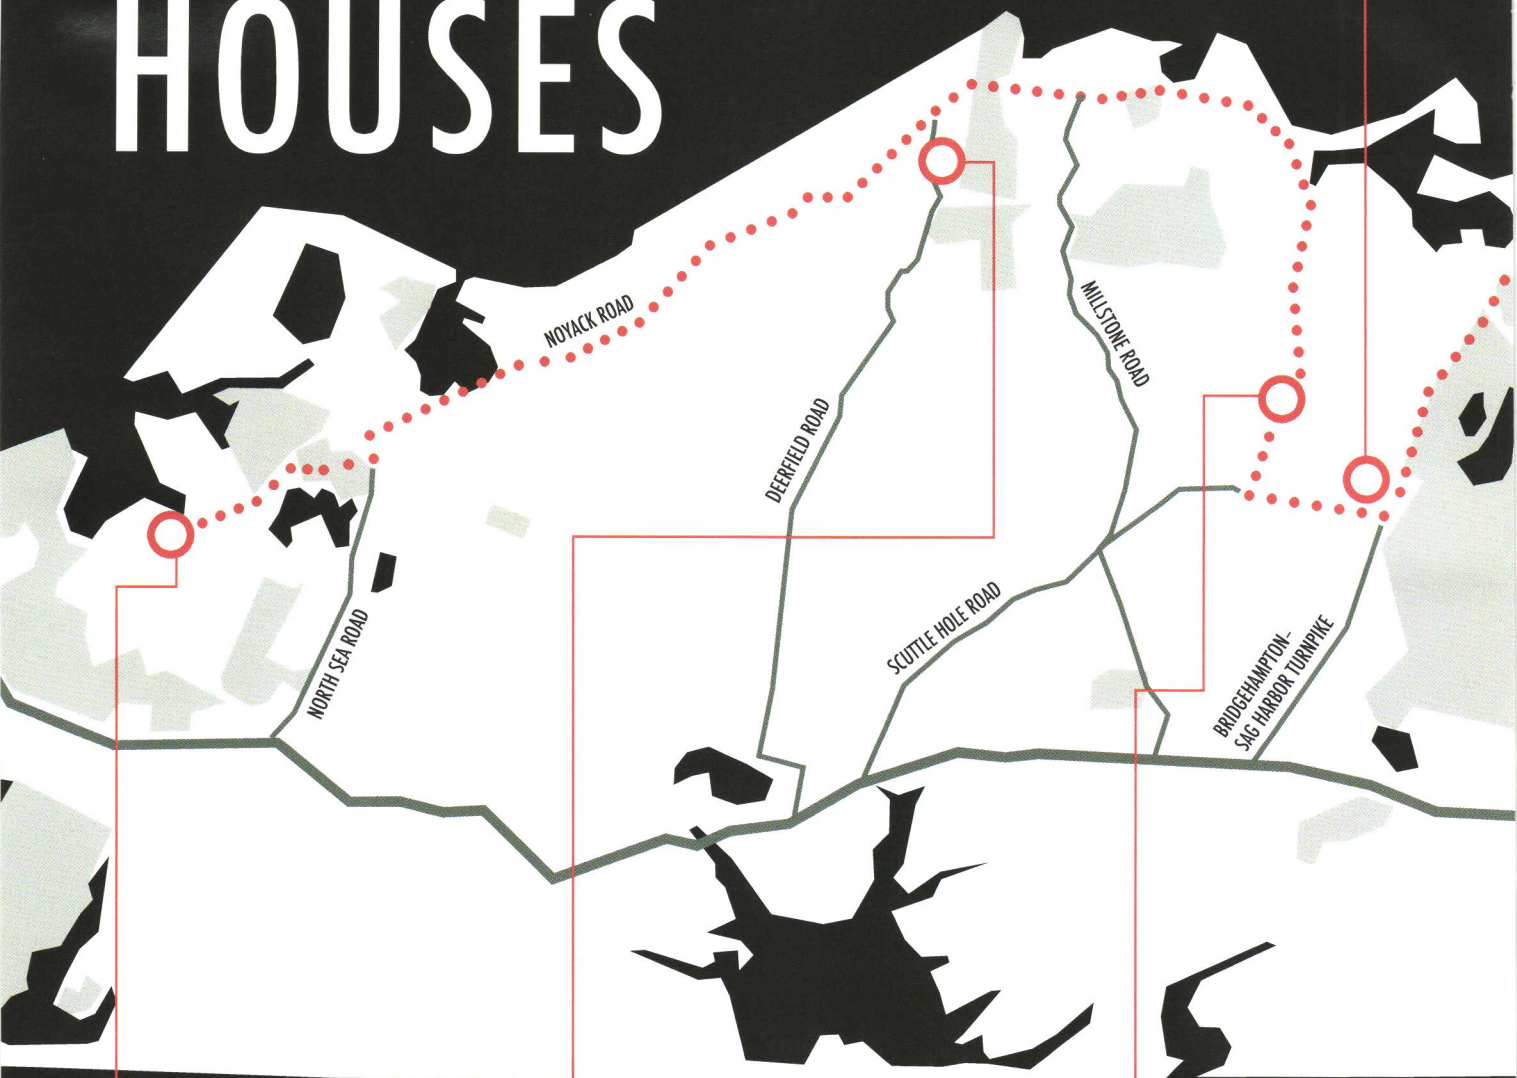 HOUSES
NOYACK ROAD
MILLSTONE ROAD
DEERFIELD ROAD
SCUTTLE HOLE ROAD
NORTH SEA ROAD
BRIDGEHAMPTON–
SAG HARBOR TURNPIKE